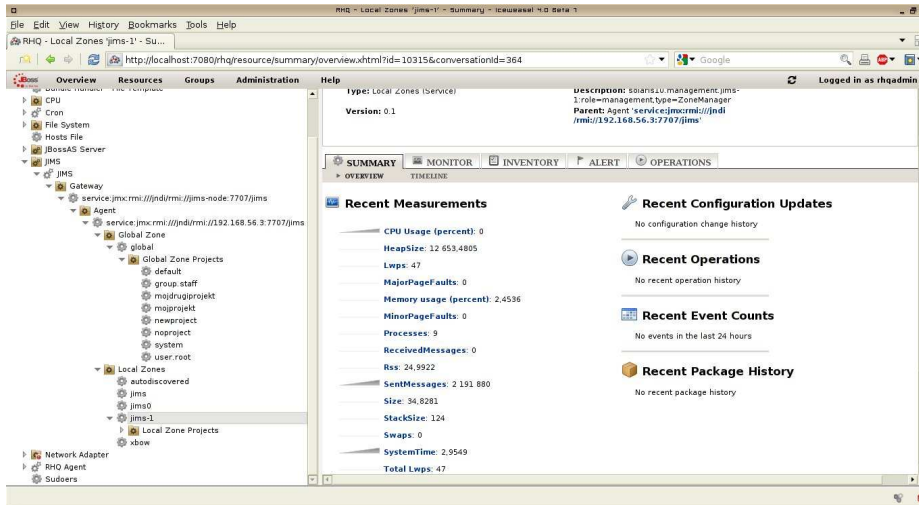 RHQ - Local Zones 'jims-1' - Summary - Iceweasel 4.0 Beta 7
File Edit View History Bookmarks Tools Help
RHQ - Local Zones 'jims-1' - Su...
http://localhost:7080/rhq/resource/summary/overview.xhtml?id=10315&conversationId=364
Google
JBoss Overview Resources Groups Administration Help Logged in as rhqadmin
Bundle Handler - File Template
CPU
Cron
File System
Hosts File
JBossAS Server
JIMS
JIMS
Gateway
service:jmx:rmi:///jndi/rmi://jims-node:7707/jims
Agent
service:jmx:rmi:///jndi/rmi://192.168.56.3:7707/jims
Global Zone
global
Global Zone Projects
default
group.staff
mojdrugiprojekt
mojprojekt
newproject
noproject
system
user.root
Local Zones
autodiscovered
jims
jims0
jims-1
Local Zone Projects
xbow
Network Adapter
RHQ Agent
Sudoers
Type: Local Zones (Service)
Version: 0.1
Description: solaris10.management.jims-
1:role=management,type=ZoneManager
Parent: Agent 'service:jmx:rmi:///jndi
/rmi://192.168.56.3:7707/jims'
SUMMARY MONITOR INVENTORY ALERT OPERATIONS
OVERVIEW TIMELINE
Recent Measurements
CPU Usage (percent): 0
HeapSize: 12 653,4805
Lwps: 47
MajorPageFaults: 0
Memory usage (percent): 2,4536
MinorPageFaults: 0
Processes: 9
ReceivedMessages: 0
Rss: 24,9922
SentMessages: 2 191 880
Size: 34,8281
StackSize: 124
Swaps: 0
SystemTime: 2,9549
Total Lwps: 47
Recent Configuration Updates
No configuration change history
Recent Operations
No recent operation history
Recent Event Counts
No events in the last 24 hours
Recent Package History
No recent package history